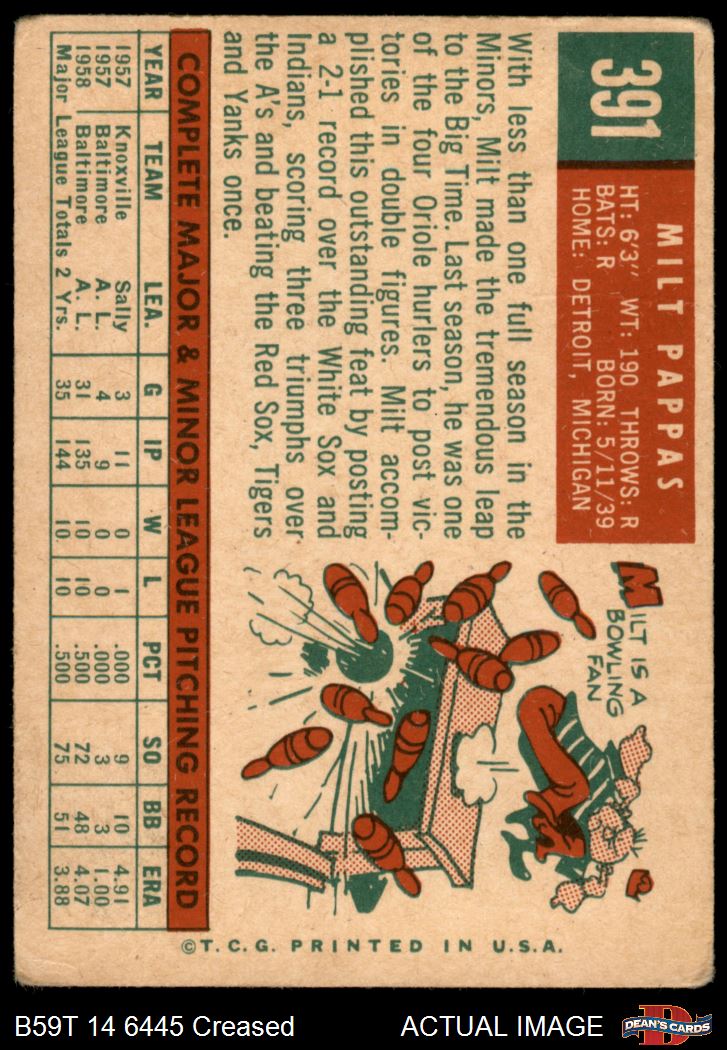 391
MILT PAPPAS
HT: 6'3" WT: 190 THROWS: R
BATS: R BORN: 5/11/39
HOME: DETROIT, MICHIGAN
With less than one full season in the
Minors, Milt made the tremendous leap
to the Big Time. Last season, he was one
of the four Oriole hurlers to post vic-
tories in double figures. Milt accom-
plished this outstanding feat by posting
a 2-1 record over the White Sox and
Indians, scoring three triumphs over
the A's and beating the Red Sox, Tigers
and Yanks once.
MILT IS A
BOWLING
FAN
COMPLETE MAJOR & MINOR LEAGUE PITCHING RECORD
YEAR TEAM LEA. G IP W L PCT SO BB ERA
1957 Knoxville Sally 3 11 0 1 .000 9 10 4.91
1957 Baltimore A. L. 4 9 0 0 .000 3 3 1.00
1958 Baltimore A. L. 31 135 10 10 .500 72 48 4.07
Major League Totals 2 Yrs. 35 144 10 10 .500 75 51 3.88
©T.C.G. PRINTED IN U.S.A.
B59T 14 6445 Creased ACTUAL IMAGE
D
DEAN'S CARDS